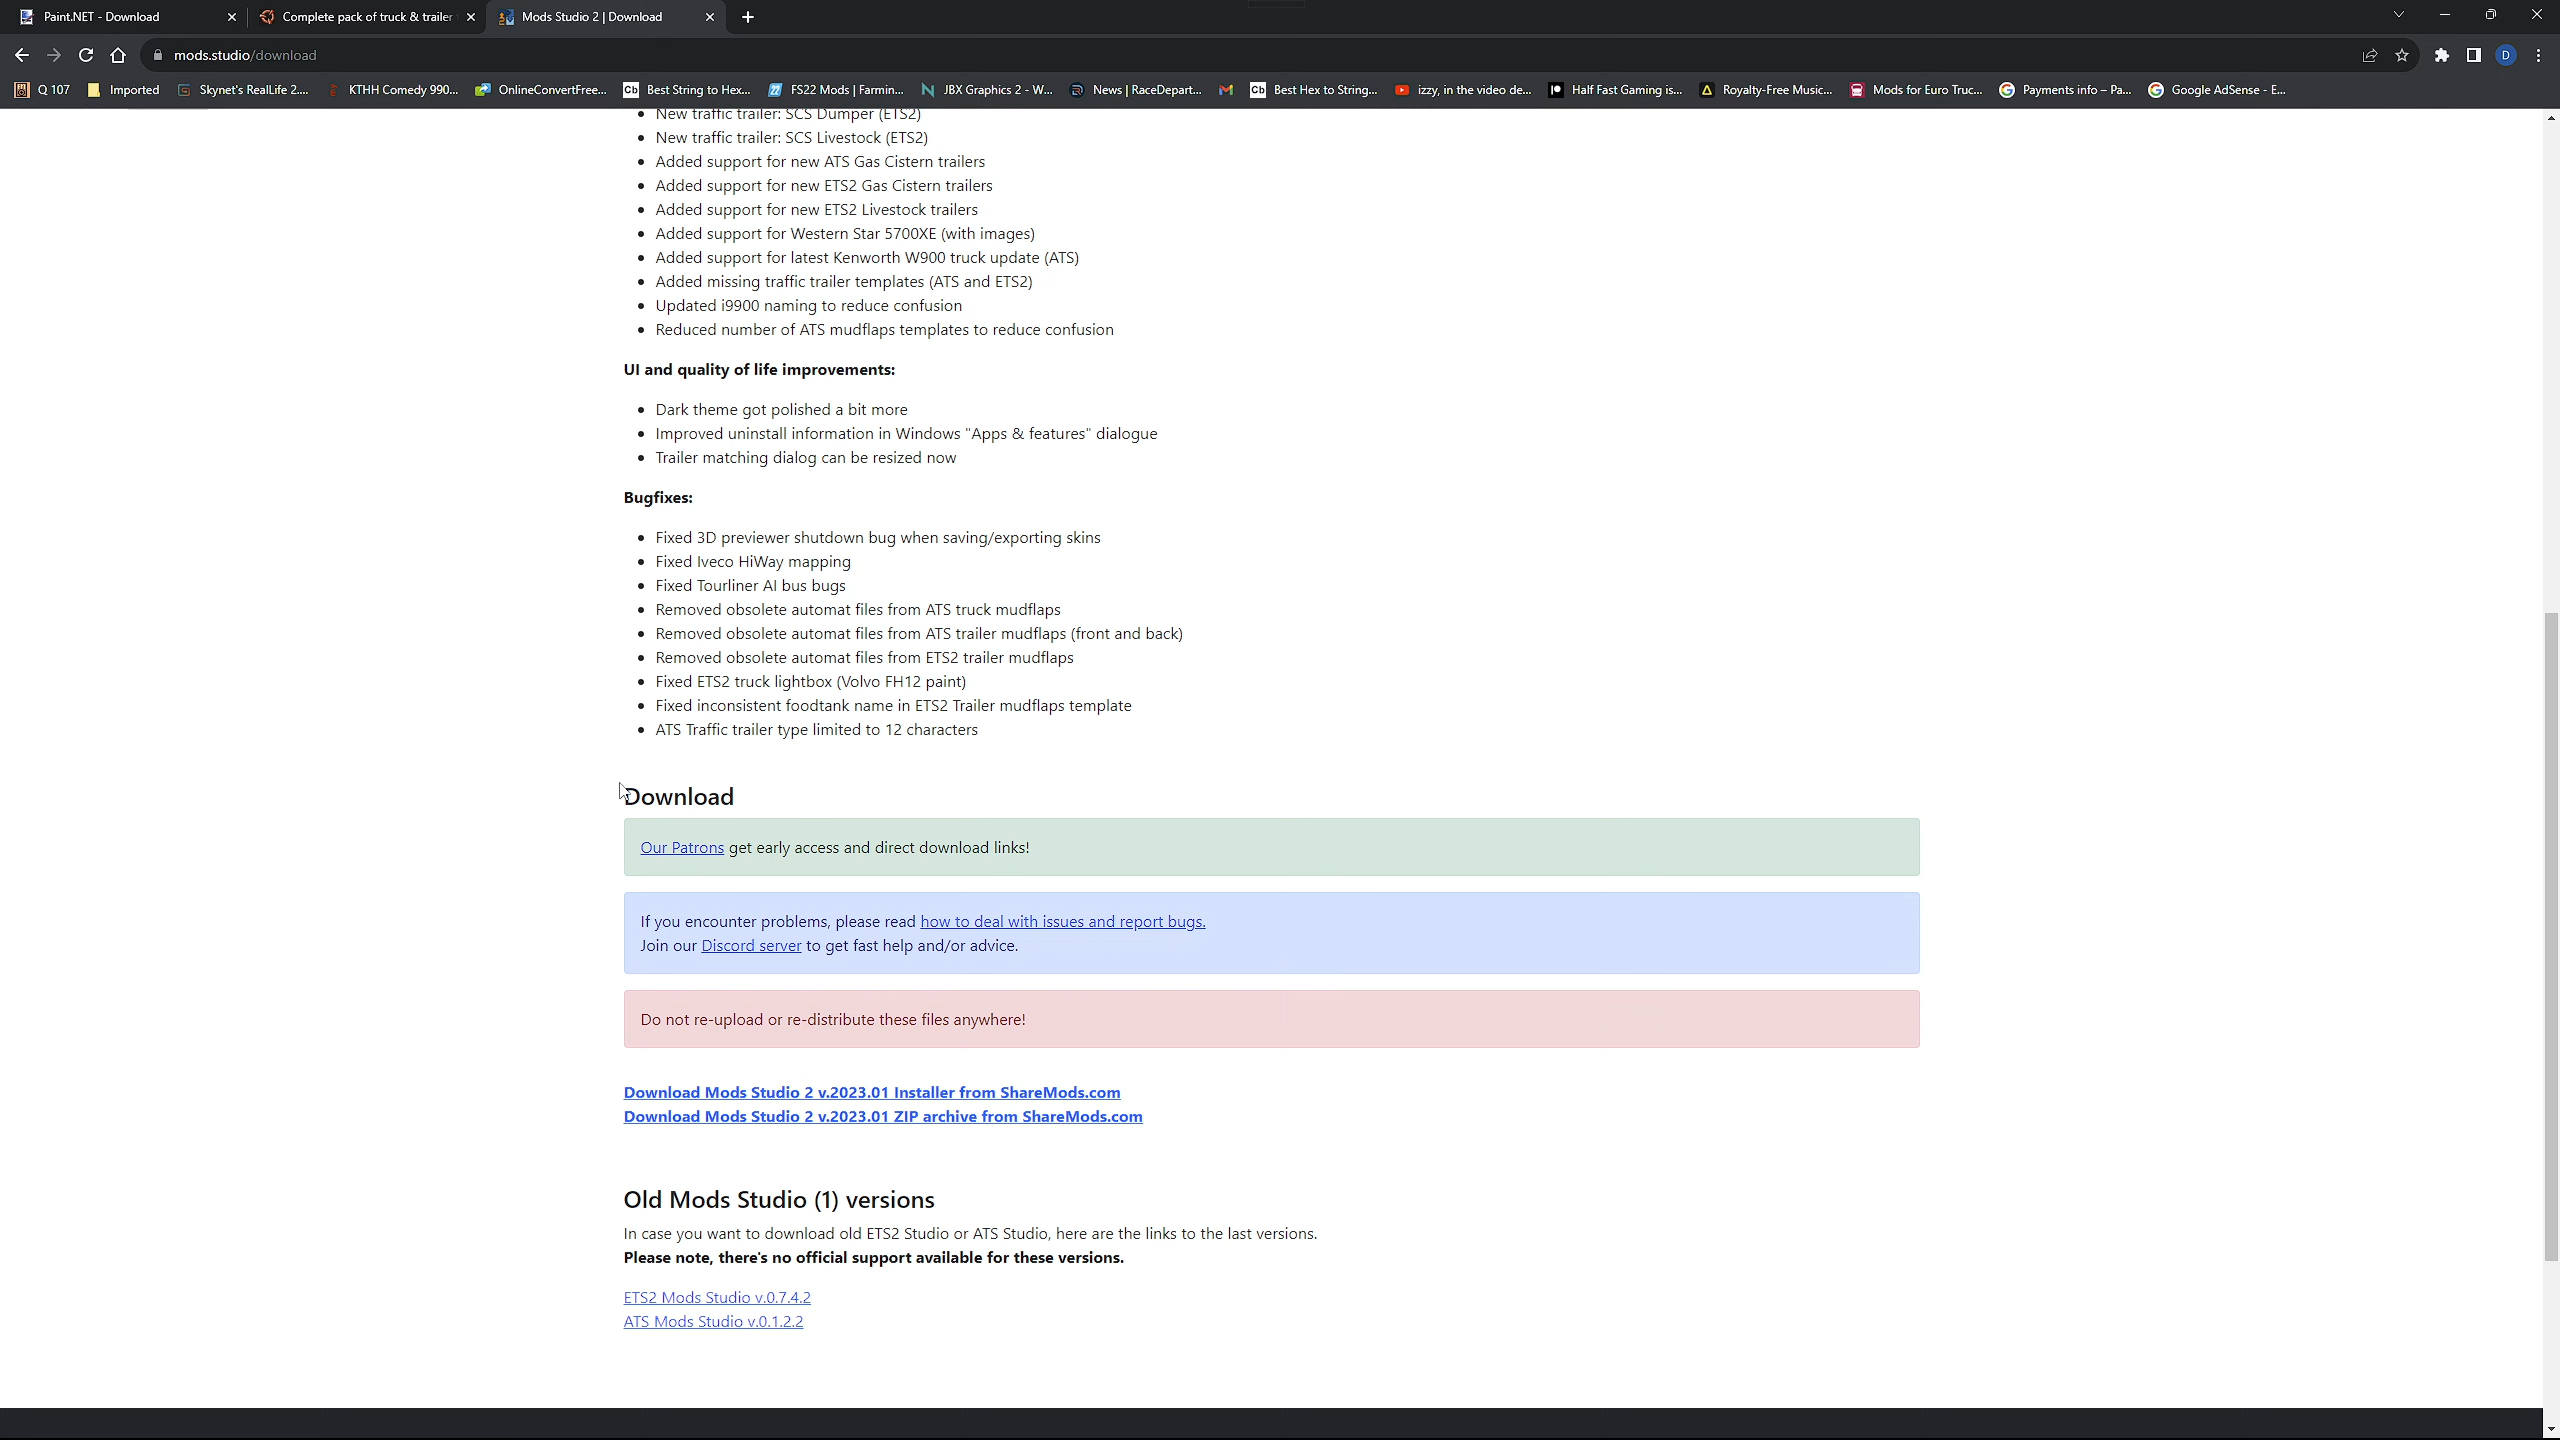 Paint.NET - Download
Complete pack of truck & trailer
Mods Studio 2 | Download
mods.studio/download
D
Q 107
Imported
Skynet's RealLife 2....
KTHH Comedy 990...
OnlineConvertFree...
Best String to Hex...
FS22 Mods | Farmin...
JBX Graphics 2 - W...
News | RaceDepart...
Best Hex to String...
izzy, in the video de...
Half Fast Gaming is...
Royalty-Free Music...
Mods for Euro Truc...
Payments info – Pa...
Google AdSense - E...
New traffic trailer: SCS Dumper (ETS2)
New traffic trailer: SCS Livestock (ETS2)
Added support for new ATS Gas Cistern trailers
Added support for new ETS2 Gas Cistern trailers
Added support for new ETS2 Livestock trailers
Added support for Western Star 5700XE (with images)
Added support for latest Kenworth W900 truck update (ATS)
Added missing traffic trailer templates (ATS and ETS2)
Updated i9900 naming to reduce confusion
Reduced number of ATS mudflaps templates to reduce confusion
UI and quality of life improvements:
Dark theme got polished a bit more
Improved uninstall information in Windows "Apps & features" dialogue
Trailer matching dialog can be resized now
Bugfixes:
Fixed 3D previewer shutdown bug when saving/exporting skins
Fixed Iveco HiWay mapping
Fixed Tourliner AI bus bugs
Removed obsolete automat files from ATS truck mudflaps
Removed obsolete automat files from ATS trailer mudflaps (front and back)
Removed obsolete automat files from ETS2 trailer mudflaps
Fixed ETS2 truck lightbox (Volvo FH12 paint)
Fixed inconsistent foodtank name in ETS2 Trailer mudflaps template
ATS Traffic trailer type limited to 12 characters
Download
Our Patrons get early access and direct download links!
If you encounter problems, please read how to deal with issues and report bugs.
Join our Discord server to get fast help and/or advice.
Do not re-upload or re-distribute these files anywhere!
Download Mods Studio 2 v.2023.01 Installer from ShareMods.com
Download Mods Studio 2 v.2023.01 ZIP archive from ShareMods.com
Old Mods Studio (1) versions
In case you want to download old ETS2 Studio or ATS Studio, here are the links to the last versions.
Please note, there's no official support available for these versions.
ETS2 Mods Studio v.0.7.4.2
ATS Mods Studio v.0.1.2.2